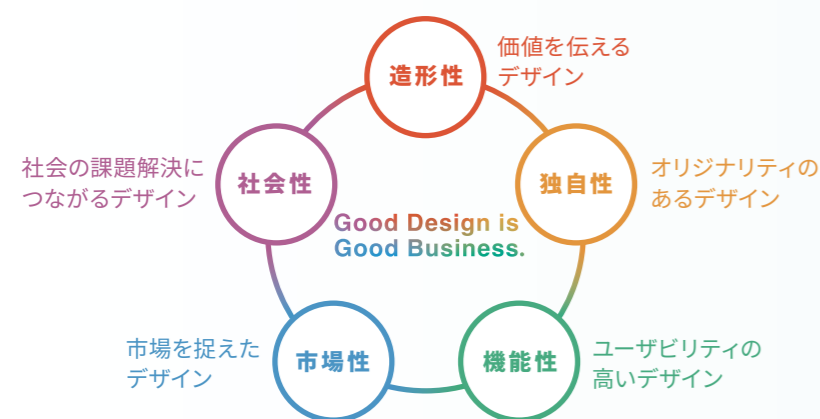 造形性
価値を伝える
デザイン
社会の課題解決に
つながるデザイン
社会性
独自性
オリジナリティの
あるデザイン
Good Design is
Good Business.
市場を捉えた
デザイン
市場性
機能性
ユーザビリティの
高いデザイン